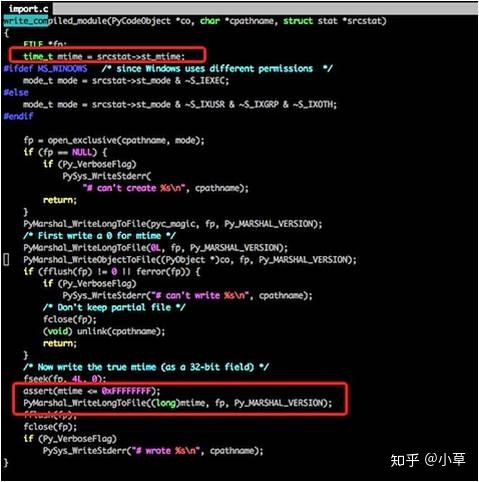 import.c
write_compiled_module(PyCodeObject *co, char *cpathname, struct stat *srcstat)
{
    FILE *fp;
    time_t mtime = srcstat->st_mtime;
#ifdef MS_WINDOWS   /* since Windows uses different permissions  */
    mode_t mode = srcstat->st_mode & ~S_IEXEC;
#else
    mode_t mode = srcstat->st_mode & ~S_IXUSR & ~S_IXGRP & ~S_IXOTH;
#endif
    fp = open_exclusive(cpathname, mode);
    if (fp == NULL) {
        if (Py_VerboseFlag)
            PySys_WriteStderr(
                "# can't create %s\n", cpathname);
        return;
    }
    PyMarshal_WriteLongToFile(pyc_magic, fp, Py_MARSHAL_VERSION);
    /* First write a 0 for mtime */
    PyMarshal_WriteLongToFile(0L, fp, Py_MARSHAL_VERSION);
    PyMarshal_WriteObjectToFile((PyObject *)co, fp, Py_MARSHAL_VERSION);
    if (fflush(fp) != 0 || ferror(fp)) {
        if (Py_VerboseFlag)
            PySys_WriteStderr("# can't write %s\n", cpathname);
        /* Don't keep partial file */
        fclose(fp);
        (void) unlink(cpathname);
        return;
    }
    /* Now write the true mtime (as a 32-bit field) */
    fseek(fp, 4L, 0);
    assert(mtime <= 0xFFFFFFFF);
    PyMarshal_WriteLongToFile((long)mtime, fp, Py_MARSHAL_VERSION);
    fflush(fp);
    fclose(fp);
    if (Py_VerboseFlag)
        PySys_WriteStderr("# wrote %s\n", cpathname);
}
知乎 @小草